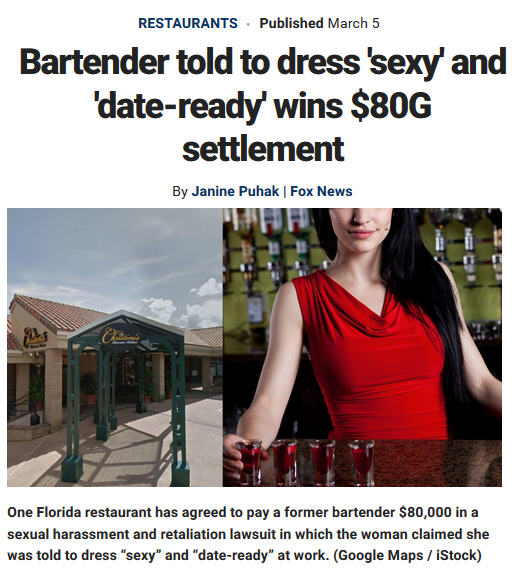 RESTAURANTS · Published March 5
Bartender told to dress 'sexy' and
'date-ready' wins $80G
settlement
By Janine Puhak | Fox News
Christine's
One Florida restaurant has agreed to pay a former bartender $80,000 in a
sexual harassment and retaliation lawsuit in which the woman claimed she
was told to dress “sexy” and “date-ready” at work. (Google Maps / iStock)